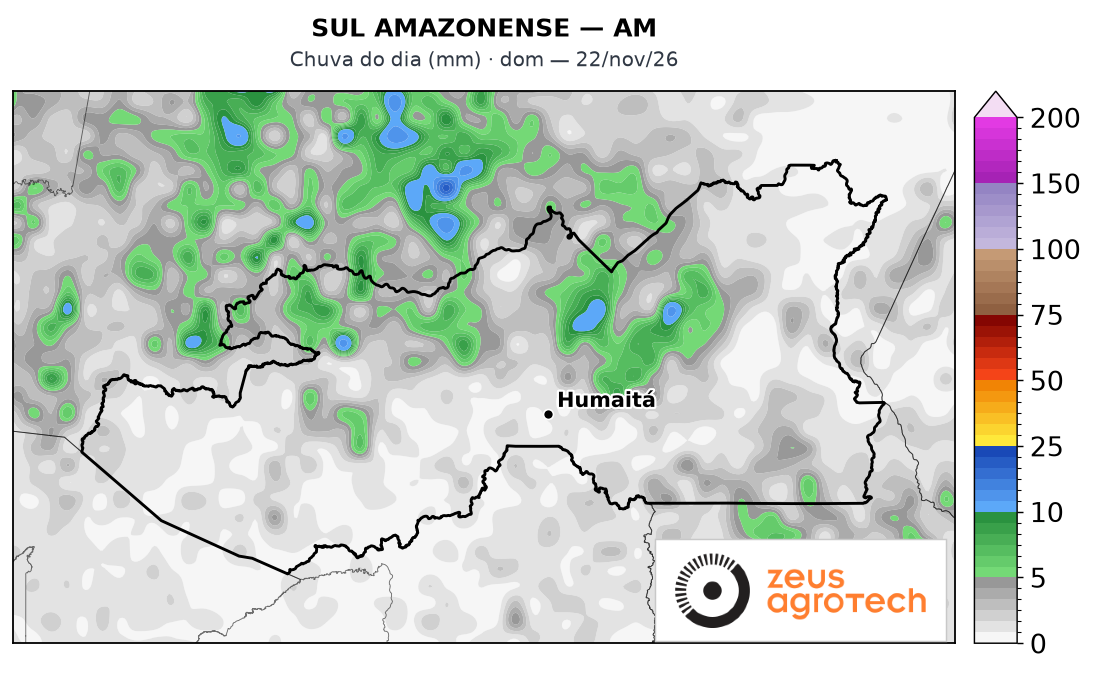 SUL AMAZONENSE — AM
Chuva do dia (mm) · dom — 22/nov/26
200
150
100
75
50
25
10
5
0
Humaitá
zeus
agrotech